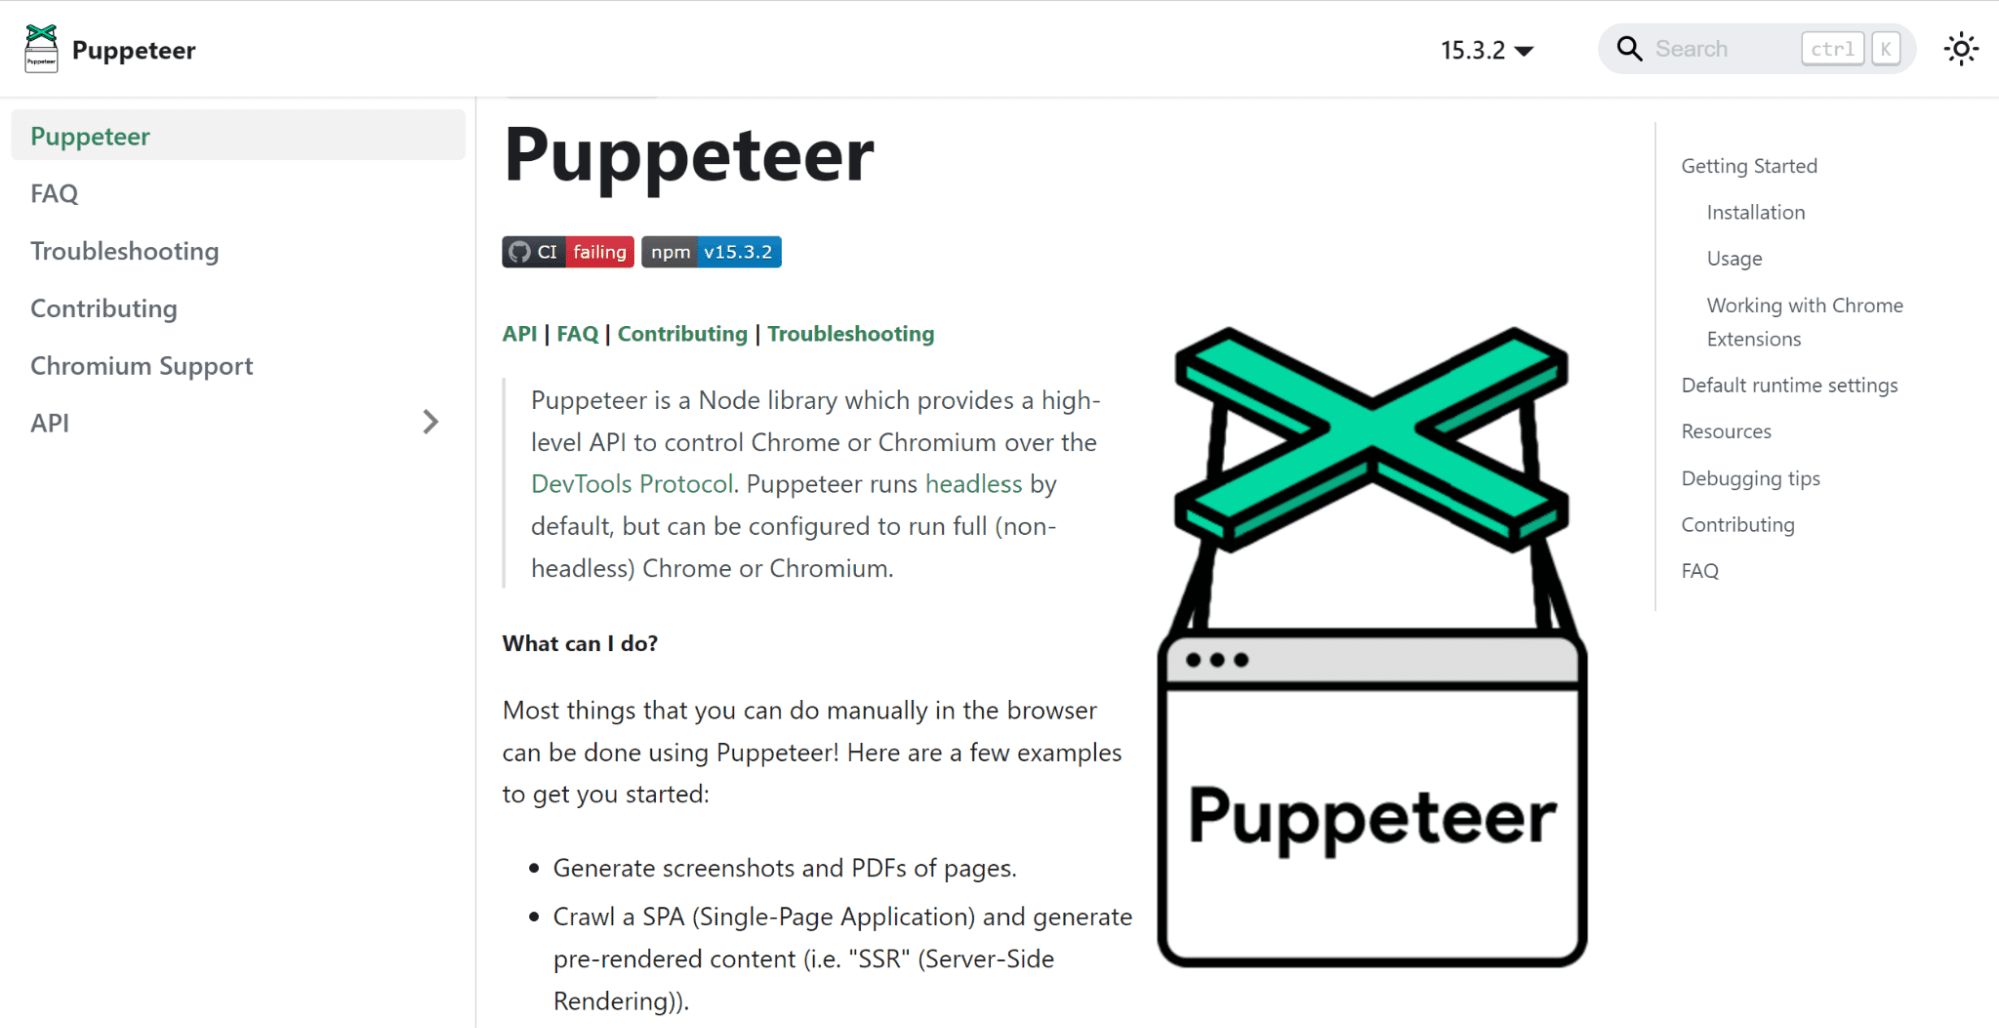 Puppeteer
Puppeteer
15.3.2
Search
ctrl
K
Puppeteer
FAQ
Troubleshooting
Contributing
Chromium Support
API
Puppeteer
CI failing
npm v15.3.2
API | FAQ | Contributing | Troubleshooting
Puppeteer is a Node library which provides a high-
level API to control Chrome or Chromium over the
DevTools Protocol. Puppeteer runs headless by
default, but can be configured to run full (non-
headless) Chrome or Chromium.
What can I do?
Most things that you can do manually in the browser
can be done using Puppeteer! Here are a few examples
to get you started:
• Generate screenshots and PDFs of pages.
• Crawl a SPA (Single-Page Application) and generate
pre-rendered content (i.e. "SSR" (Server-Side
Rendering)).
Puppeteer
Getting Started
Installation
Usage
Working with Chrome
Extensions
Default runtime settings
Resources
Debugging tips
Contributing
FAQ